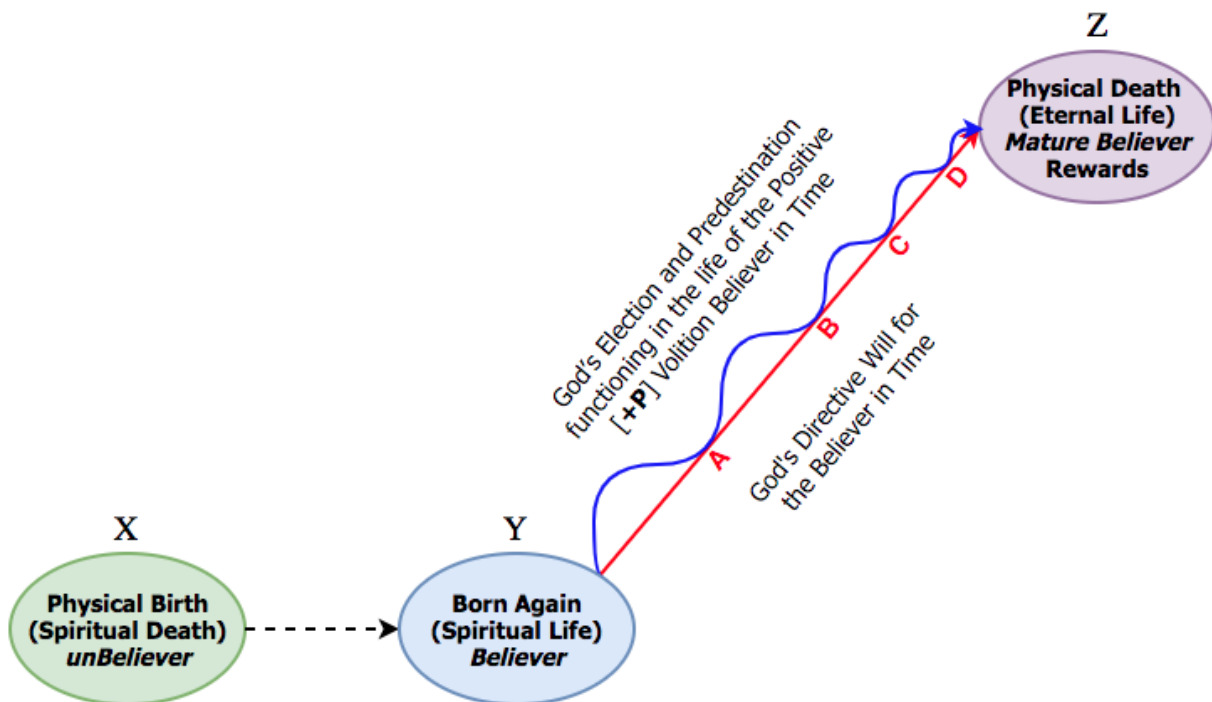 Z
Physical Death
(Eternal Life)
Mature Believer
Rewards
God's Election and Predestination
functioning in the life of the Positive
[+P] Volition Believer in Time
D
C
B
A
God's Directive Will for
the Believer in Time
X
Physical Birth
(Spiritual Death)
unBeliever
Y
Born Again
(Spiritual Life)
Believer